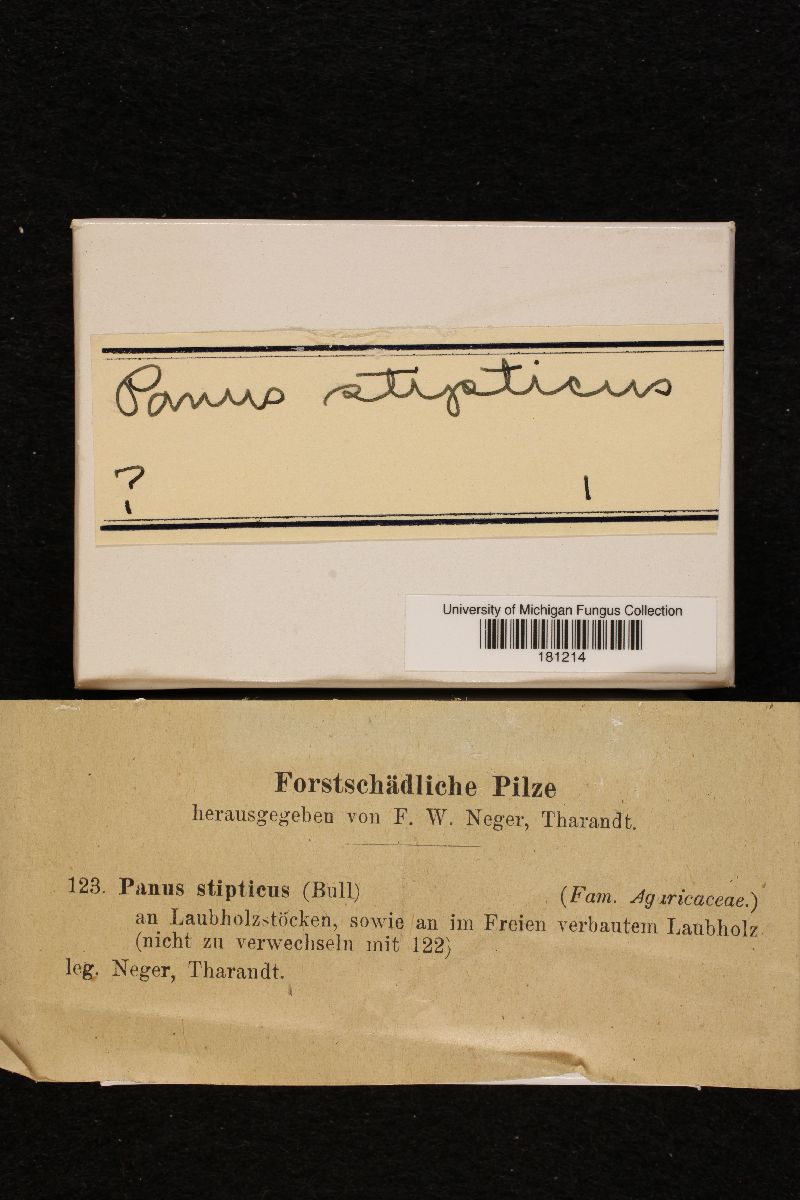 Panus stipticus
? 1
University of Michigan Fungus Collection
181214
Forstschädliche Pilze
herausgegeben von F. W. Neger, Tharandt.
123. Panus stipticus (Bull) (Fam. Agaricaceae.)
an Laubholzstöcken, sowie an im Freien verbautem Laubholz
(nicht zu verwechseln mit 122)
leg. Neger, Tharandt.